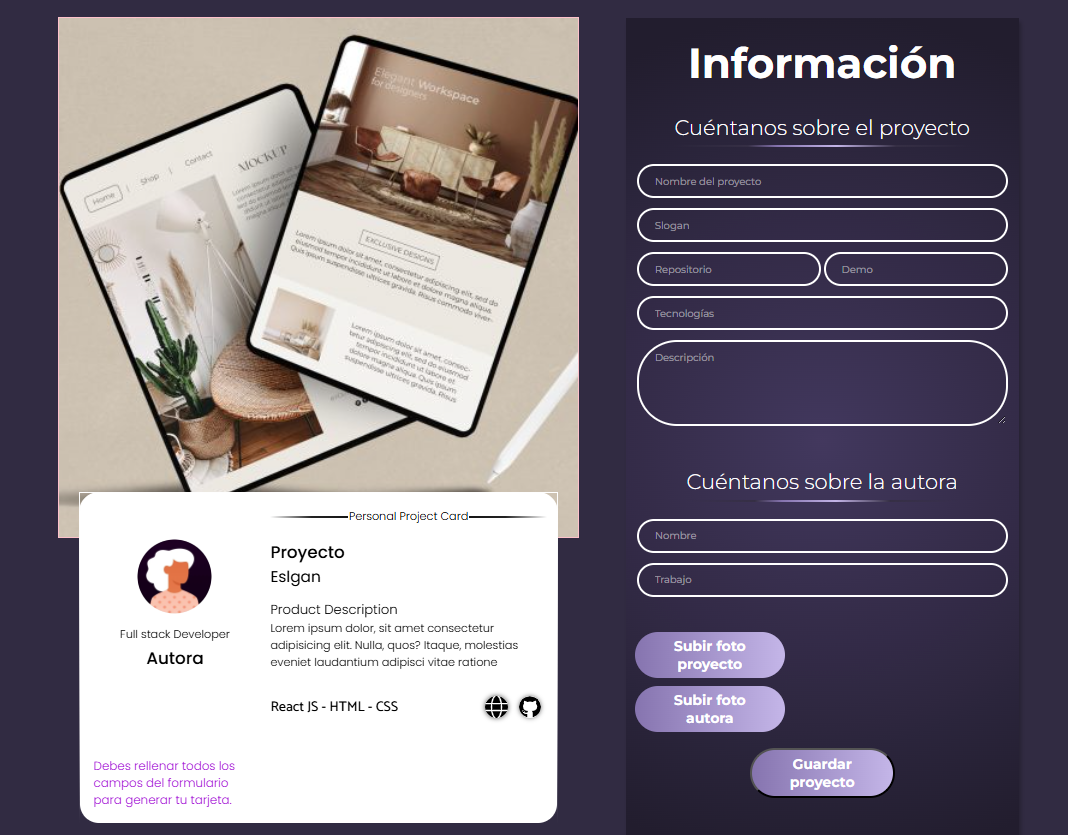 Elegant Workspace
for designers
Home | Shop | Contact
MOCKUP
EXCLUSIVE DESIGNS
Lorem ipsum dolor sit amet, consectetur adipiscing elit, sed do
eiusmod tempor incididunt ut labore et dolore magna aliqua.
Quis ipsum suspendisse ultrices gravida. Risus commodo viver-
Lorem ipsum dolor sit amet, consec-
tetur adipiscing elit, sed do eiusmod
tempor incididunt ut labore et
dolore magna aliqua. Quis ipsum
suspendisse ultrices gravida. Risus
Personal Project Card
Proyecto
Eslgan
Product Description
Lorem ipsum dolor, sit amet consectetur
adipisicing elit. Nulla, quos? Itaque, molestias
eveniet laudantium adipisci vitae ratione
Full stack Developer
Autora
React JS - HTML - CSS
Debes rellenar todos los
campos del formulario
para generar tu tarjeta.
Información
Cuéntanos sobre el proyecto
Nombre del proyecto
Slogan
Repositorio Demo
Tecnologías
Descripción
Cuéntanos sobre la autora
Nombre
Trabajo
Subir foto
proyecto
Subir foto
autora
Guardar
proyecto